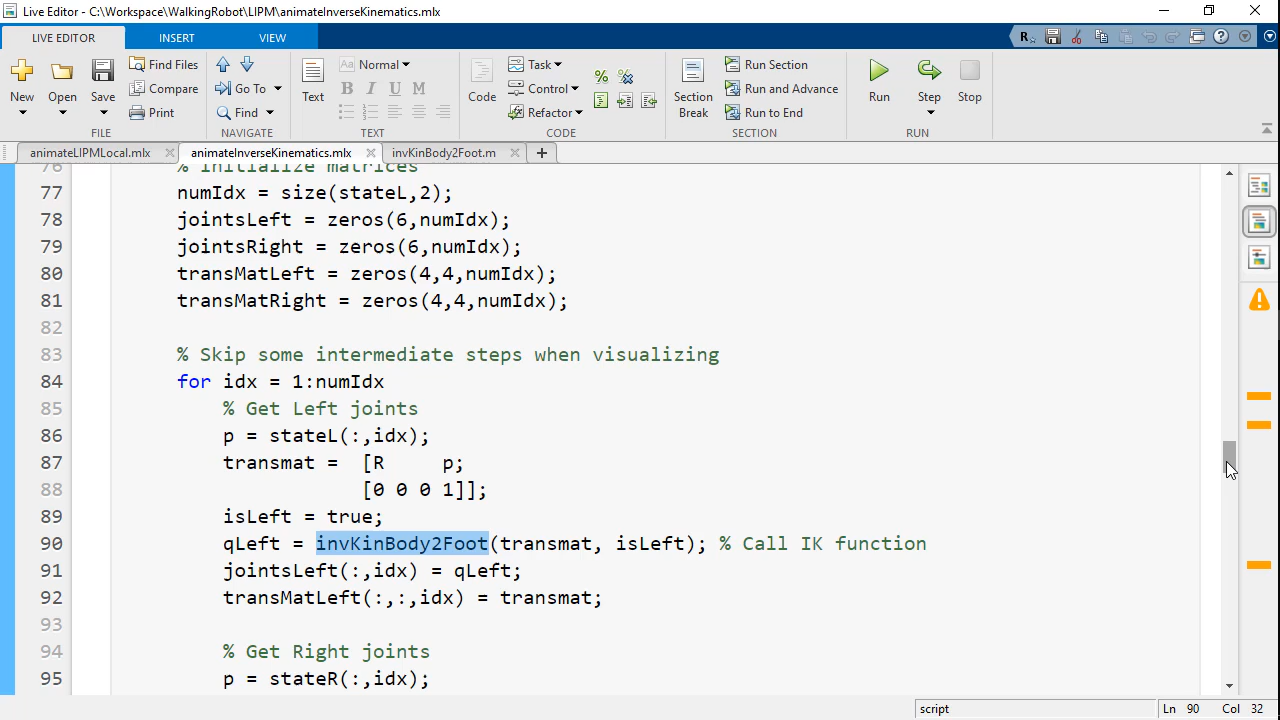 Live Editor - C:\Workspace\WalkingRobot\LIPM\animateInverseKinematics.mlx
LIVE EDITOR INSERT VIEW
New Open Save Find Files Compare Print
FILE
Go To Find
NAVIGATE
Text Aa Normal B I U M
TEXT
Code Task Control Refactor
CODE
Section Break Run Section Run and Advance Run to End
SECTION
Run Step Stop
RUN
animateLIPMLocal.mlx animateInverseKinematics.mlx invKinBody2Foot.m
76 % Initialize matrices
77 numIdx = size(stateL,2);
78 jointsLeft = zeros(6,numIdx);
79 jointsRight = zeros(6,numIdx);
80 transMatLeft = zeros(4,4,numIdx);
81 transMatRight = zeros(4,4,numIdx);
82
83 % Skip some intermediate steps when visualizing
84 for idx = 1:numIdx
85 % Get Left joints
86 p = stateL(:,idx);
87 transmat = [R p;
88 [0 0 0 1]];
89 isLeft = true;
90 qLeft = invKinBody2Foot(transmat, isLeft); % Call IK function
91 jointsLeft(:,idx) = qLeft;
92 transMatLeft(:,:,idx) = transmat;
93
94 % Get Right joints
95 p = stateR(:,idx);
script Ln 90 Col 32